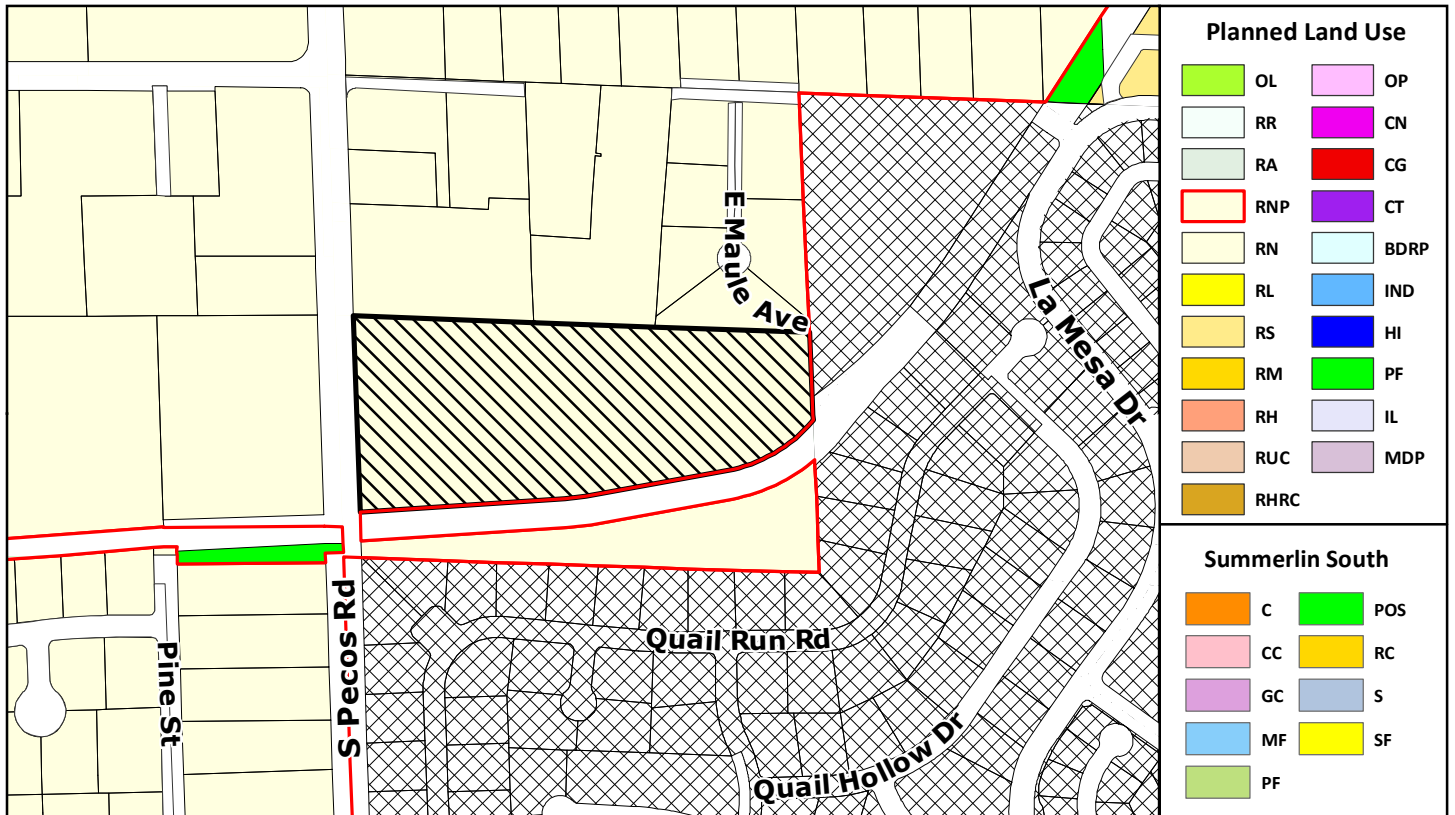 E Maule Ave
La Mesa Dr
S Pecos Rd
Pine St
Quail Run Rd
Quail Hollow Dr
Planned Land Use
OL OP
RR CN
RA CG
RNP CT
RN BDRP
RL IND
RS HI
RM PF
RH IL
RUC MDP
RHRC
Summerlin South
C POS
CC RC
GC S
MF SF
PF